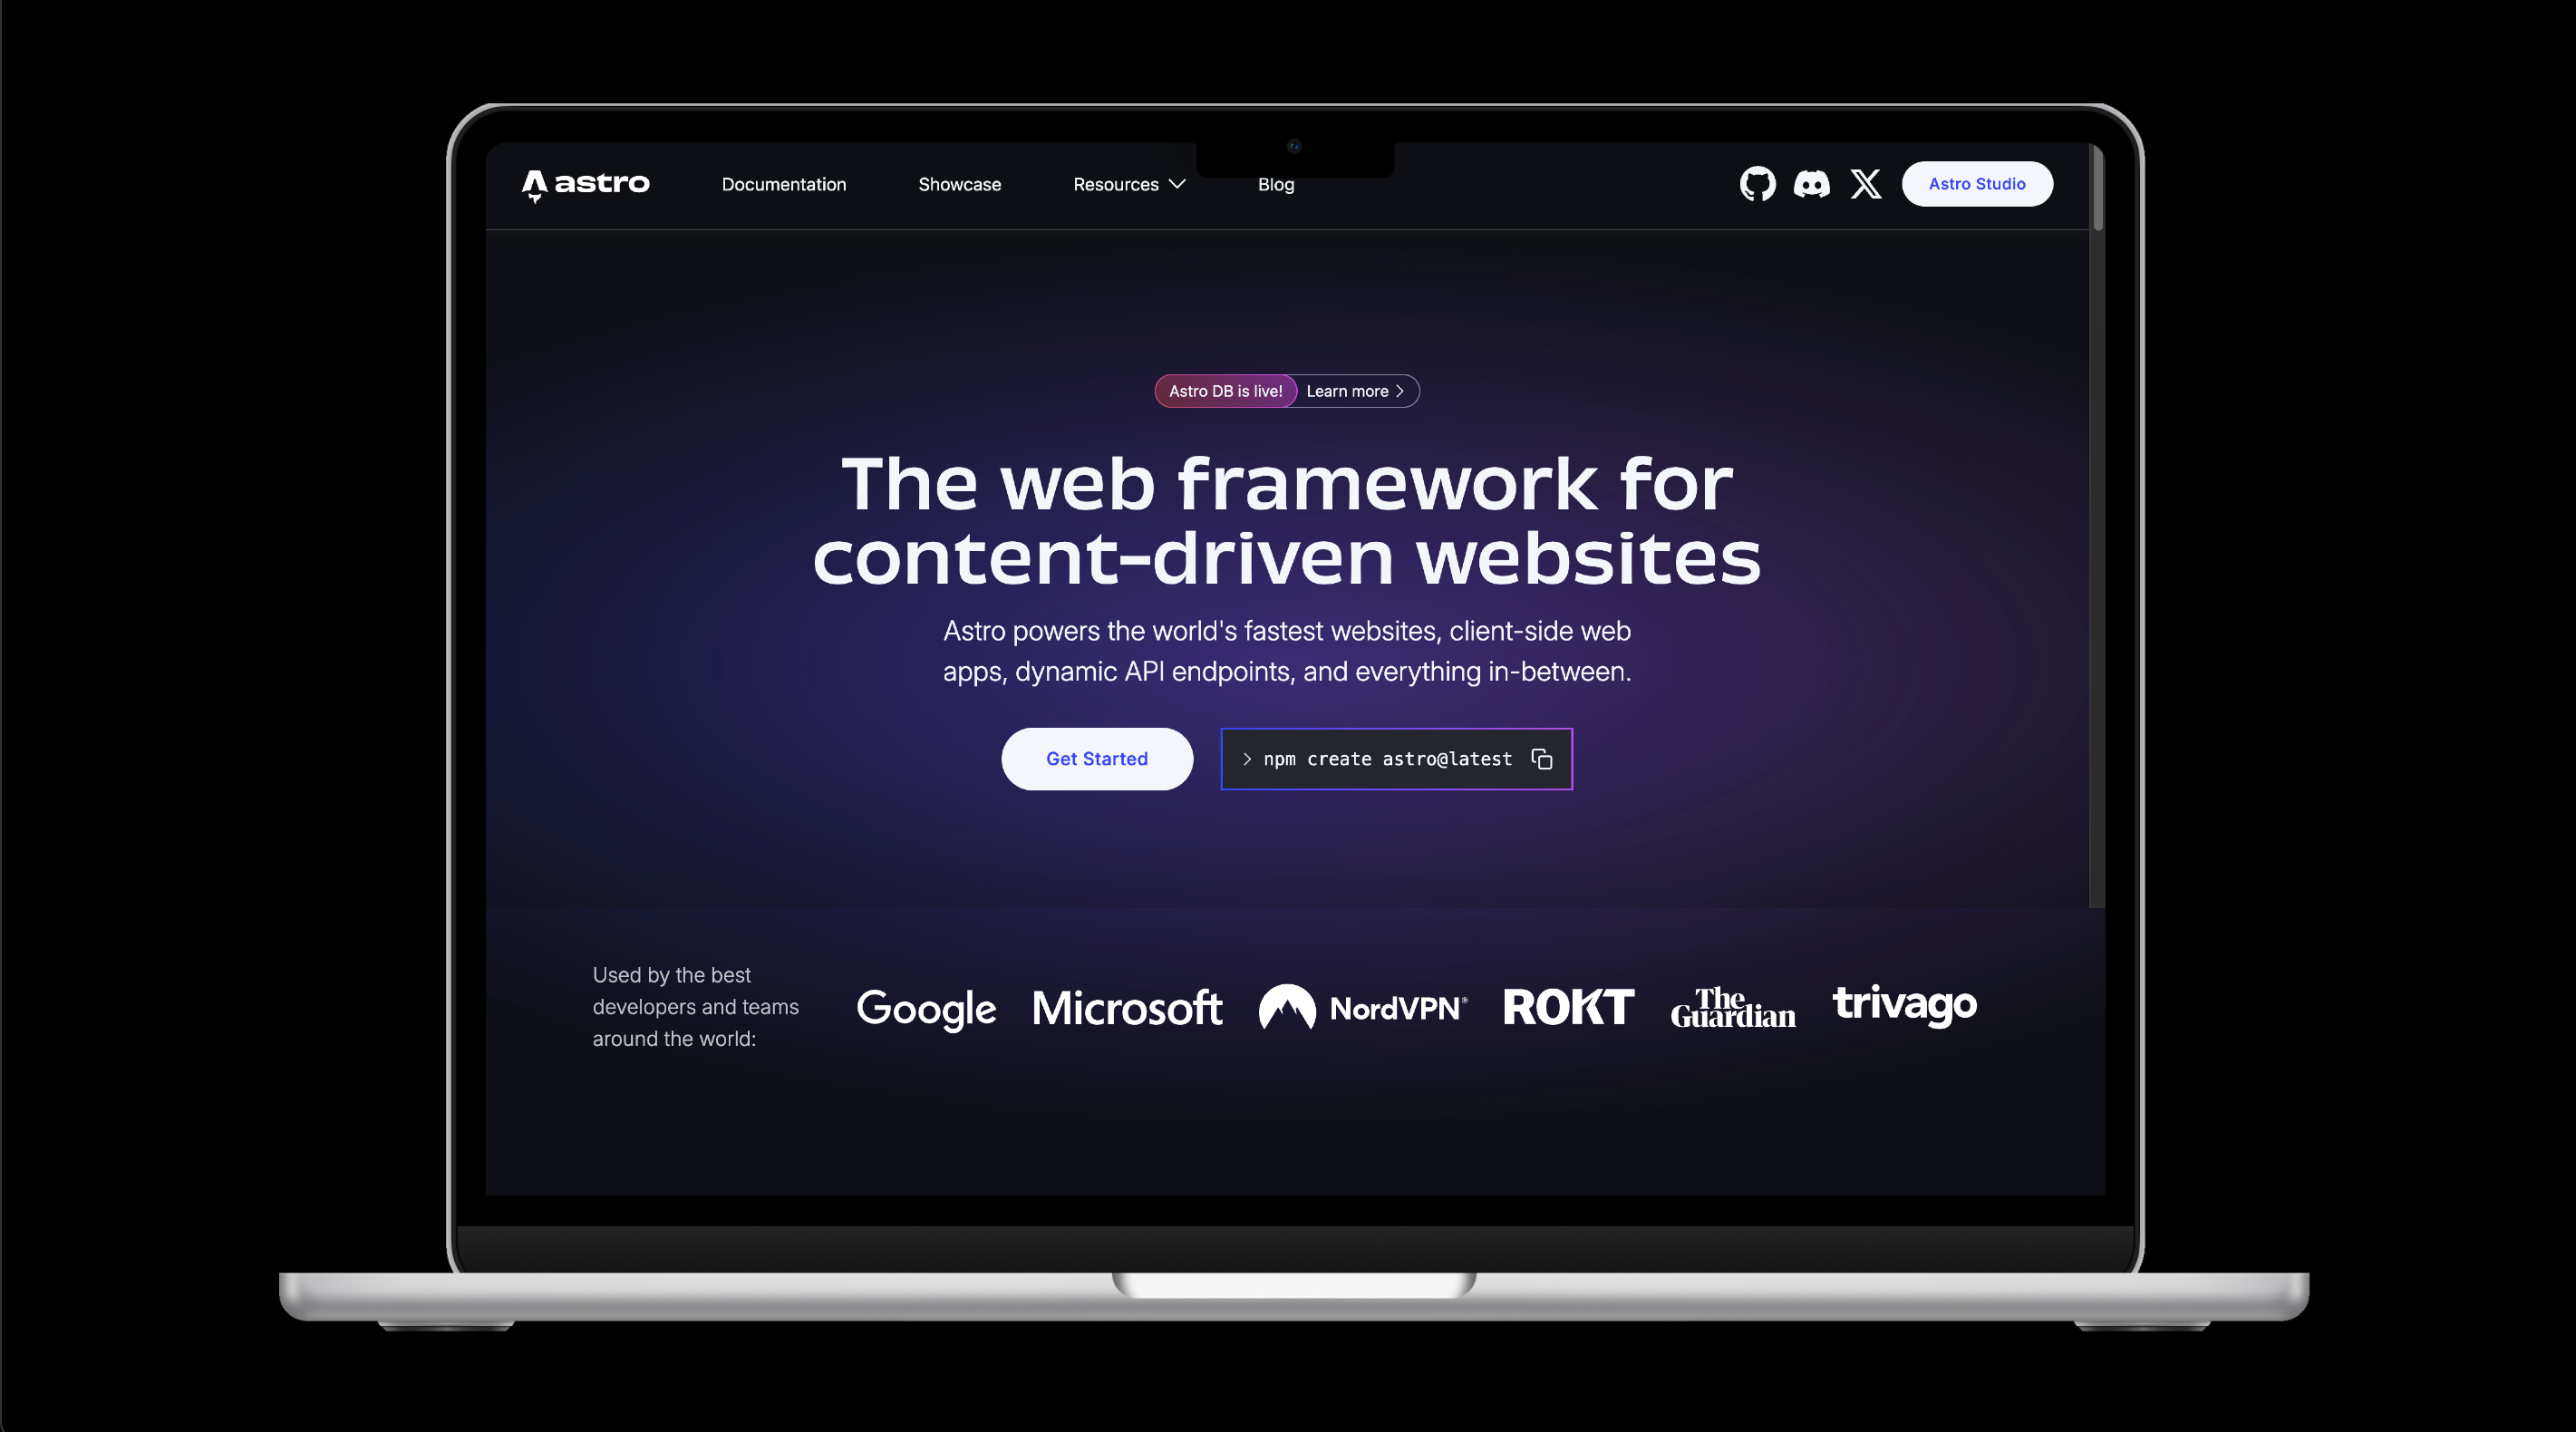 astro
Documentation
Showcase
Resources
Blog
Astro Studio
Astro DB is live!
Learn more
The web framework for
content-driven websites
Astro powers the world's fastest websites, client-side web
apps, dynamic API endpoints, and everything in-between.
Get Started
> npm create astro@latest
Used by the best
developers and teams
around the world:
Google
Microsoft
NordVPN®
ROKT
The
Guardian
trivago